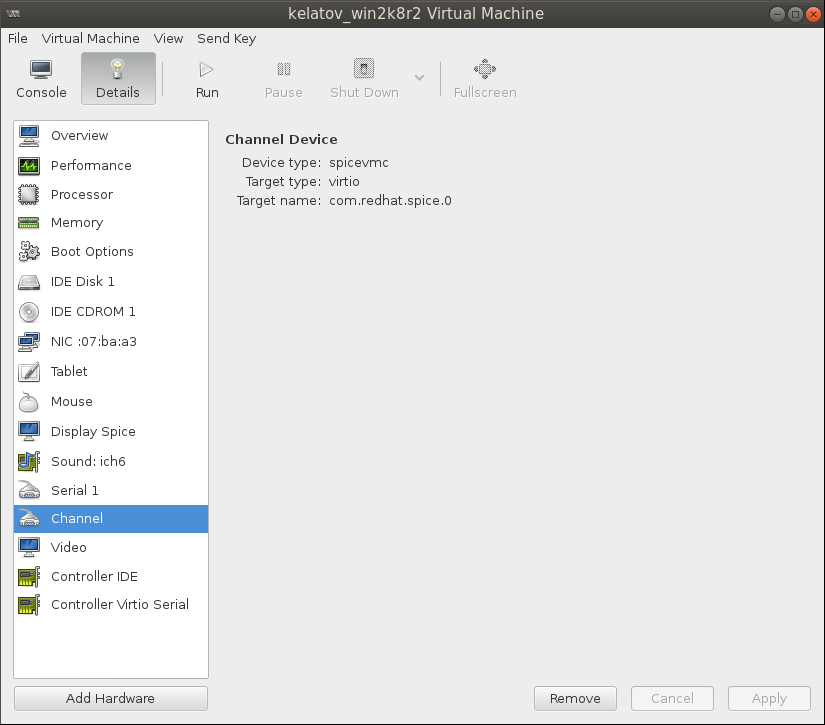 kelatov_win2k8r2 Virtual Machine
File Virtual Machine View Send Key
Console Details Run Pause Shut Down Fullscreen
Overview
Performance
Processor
Memory
Boot Options
IDE Disk 1
IDE CDROM 1
NIC :07:ba:a3
Tablet
Mouse
Display Spice
Sound: ich6
Serial 1
Channel
Video
Controller IDE
Controller Virtio Serial
Add Hardware
Channel Device
Device type: spicevmc
Target type: virtio
Target name: com.redhat.spice.0
Remove Cancel Apply